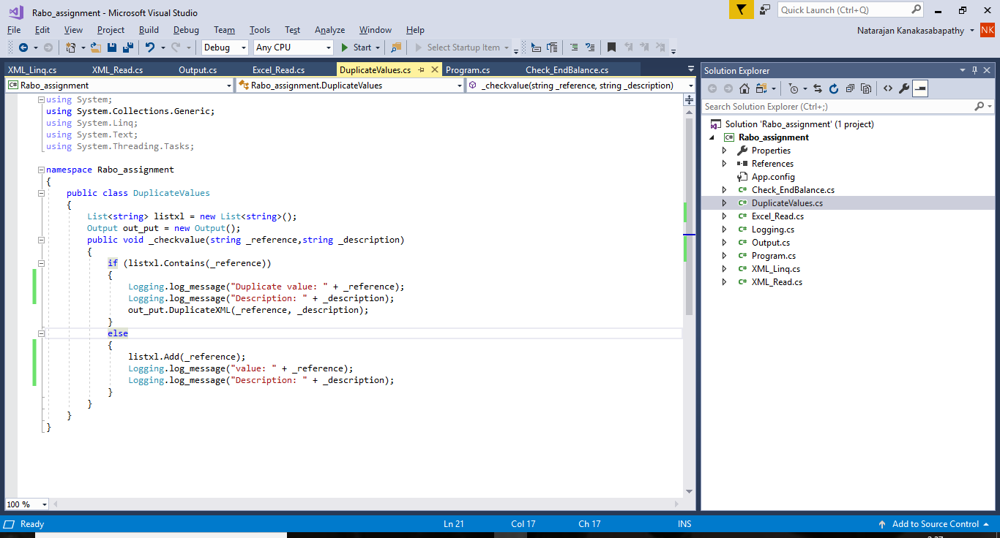 Rabo_assignment - Microsoft Visual Studio
Quick Launch (Ctrl+Q)
File Edit View Project Build Debug Team Tools Test Analyze Window Help
Natarajan Kanakasabapathy NK
Debug Any CPU Start Select Startup Item
XML_Linq.cs XML_Read.cs Output.cs Excel_Read.cs DuplicateValues.cs Program.cs Check_EndBalance.cs
Rabo_assignment Rabo_assignment.DuplicateValues _checkvalue(string _reference, string _description)
using System;
using System.Collections.Generic;
using System.Linq;
using System.Text;
using System.Threading.Tasks;
namespace Rabo_assignment
{
public class DuplicateValues
{
List<string> listxl = new List<string>();
Output out_put = new Output();
public void _checkvalue(string _reference,string _description)
{
if (listxl.Contains(_reference))
{
Logging.log_message("Duplicate value: " + _reference);
Logging.log_message("Description: " + _description);
out_put.DuplicateXML(_reference, _description);
}
else
{
listxl.Add(_reference);
Logging.log_message("value: " + _reference);
Logging.log_message("Description: " + _description);
}
}
}
}
100 %
Solution Explorer
Search Solution Explorer (Ctrl+;)
Solution 'Rabo_assignment' (1 project)
C# Rabo_assignment
Properties
References
App.config
C# Check_EndBalance.cs
C# DuplicateValues.cs
C# Excel_Read.cs
C# Logging.cs
C# Output.cs
C# Program.cs
C# XML_Linq.cs
C# XML_Read.cs
Ready Ln 21 Col 17 Ch 17 INS Add to Source Control